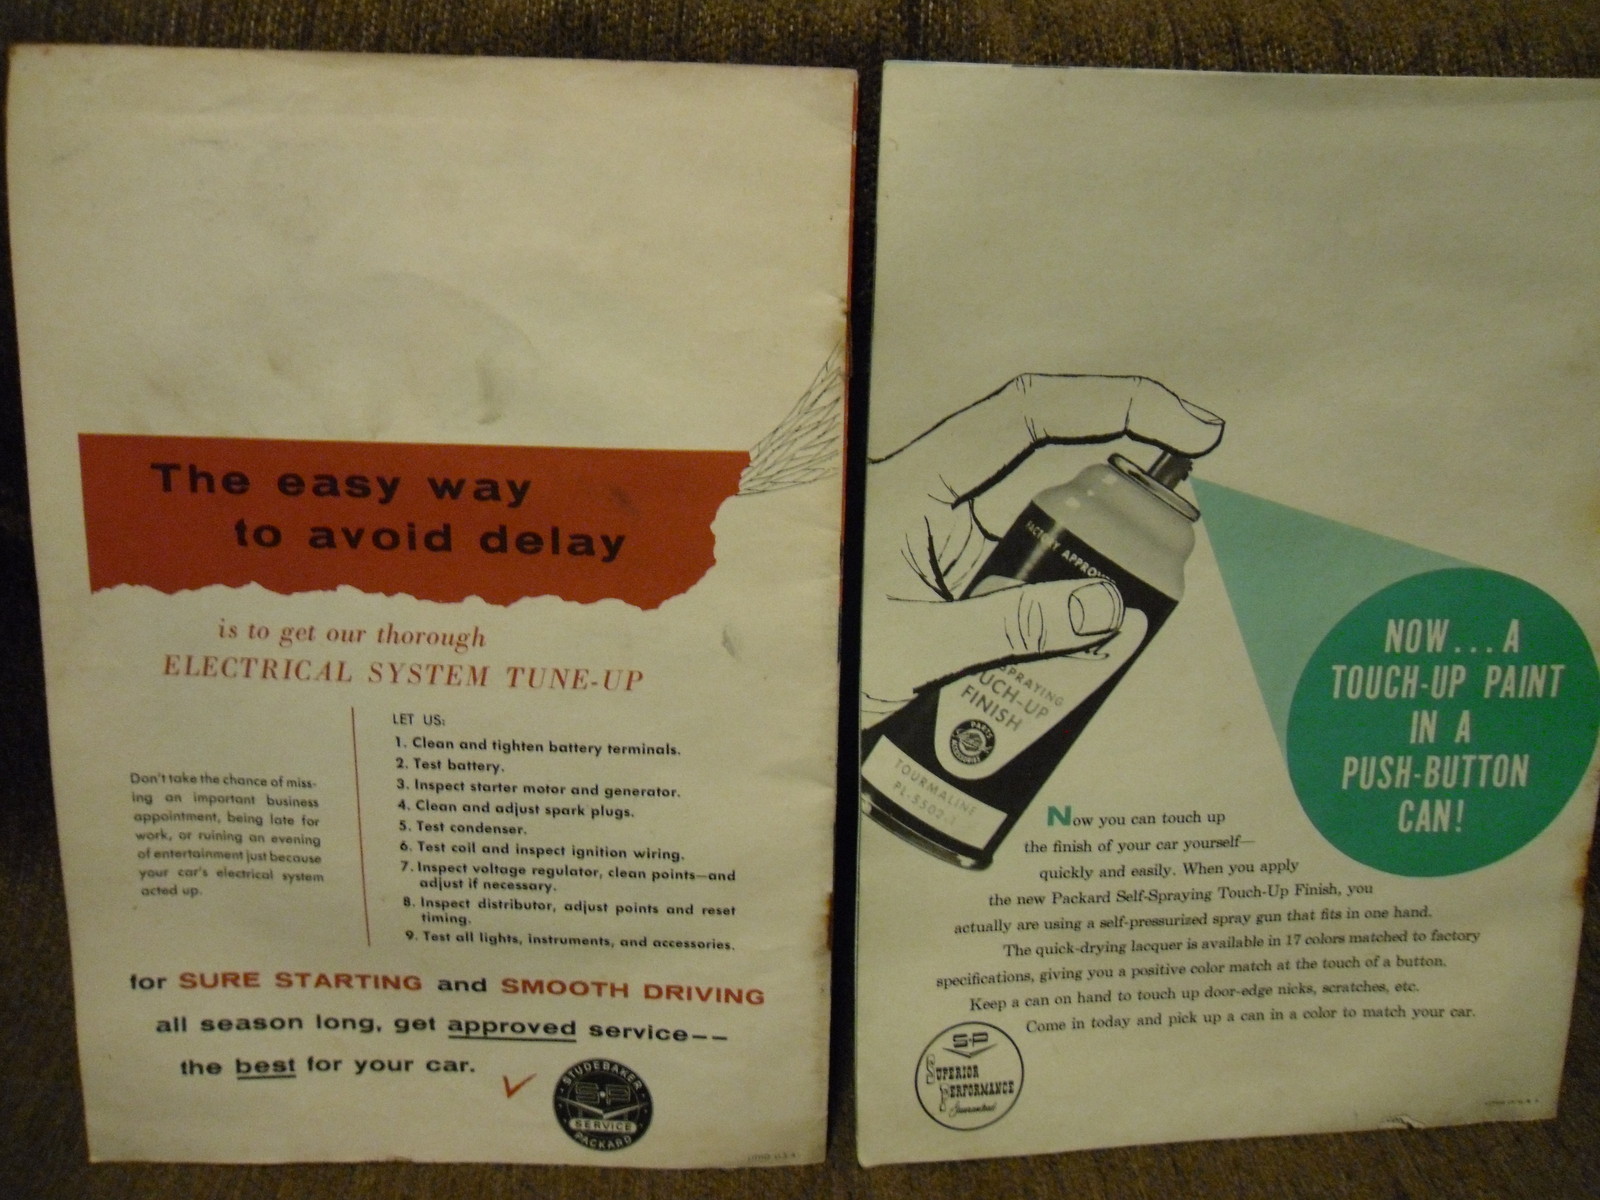 The easy way
to avoid delay
is to get our thorough
ELECTRICAL SYSTEM TUNE-UP
Don't take the chance of miss-
ing an important business
appointment, being late for
work, or ruining an evening
of entertainment just because
your car's electrical system
acted up.
LET US:
1. Clean and tighten battery terminals.
2. Test battery.
3. Inspect starter motor and generator.
4. Clean and adjust spark plugs.
5. Test condenser.
6. Test coil and inspect ignition wiring.
7. Inspect voltage regulator, clean points—and
adjust if necessary.
8. Inspect distributor, adjust points and reset
timing.
9. Test all lights, instruments, and accessories.
for SURE STARTING and SMOOTH DRIVING
all season long, get approved service--
the best for your car.
STUDEBAKER
S-P
SERVICE
PACKARD
LITHO U.S.A.
FACTORY APPROVE
SPRAYING
UCH-UP
FINISH
PARTS
ACCESSORIES
TOURMALINE
PL-5502-1
NOW...A
TOUCH-UP PAINT
IN A
PUSH-BUTTON
CAN!
Now you can touch up
the finish of your car yourself—
quickly and easily. When you apply
the new Packard Self-Spraying Touch-Up Finish, you
actually are using a self-pressurized spray gun that fits in one hand.
The quick-drying lacquer is available in 17 colors matched to factory
specifications, giving you a positive color match at the touch of a button.
Keep a can on hand to touch up door-edge nicks, scratches, etc.
Come in today and pick up a can in a color to match your car.
S-P
SUPERIOR
PERFORMANCE
Guaranteed